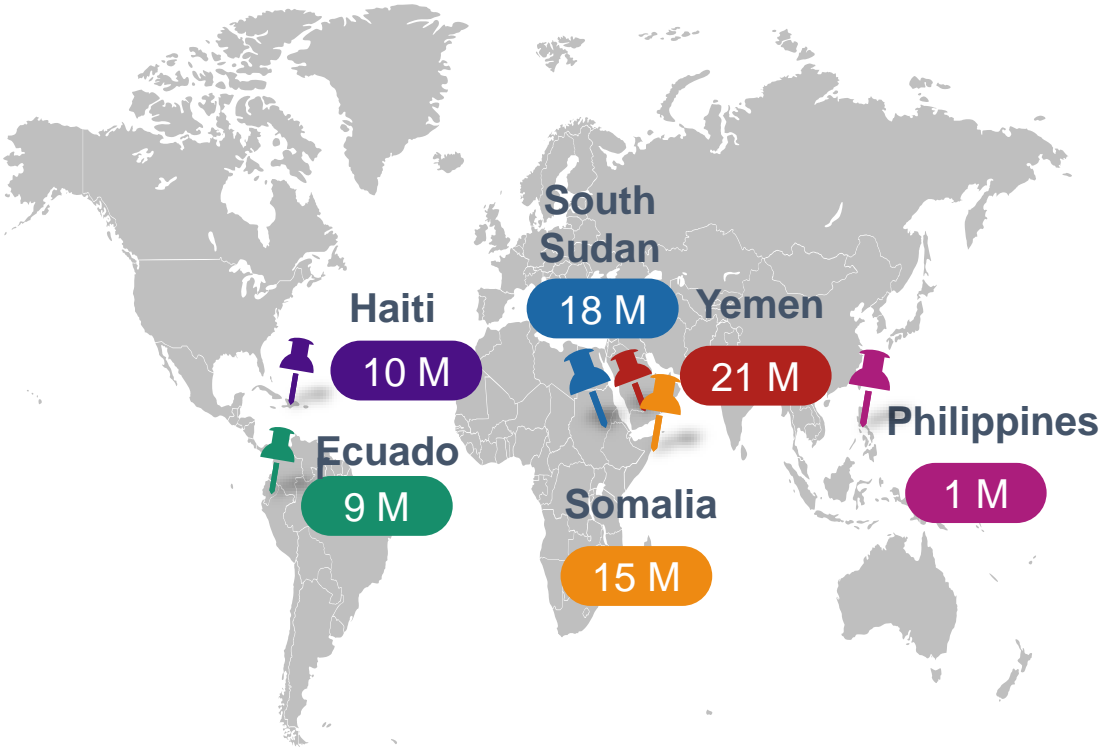 South
Sudan
18 M
Yemen
21 M
Haiti
10 M
Ecuado
9 M
Somalia
15 M
Philippines
1 M